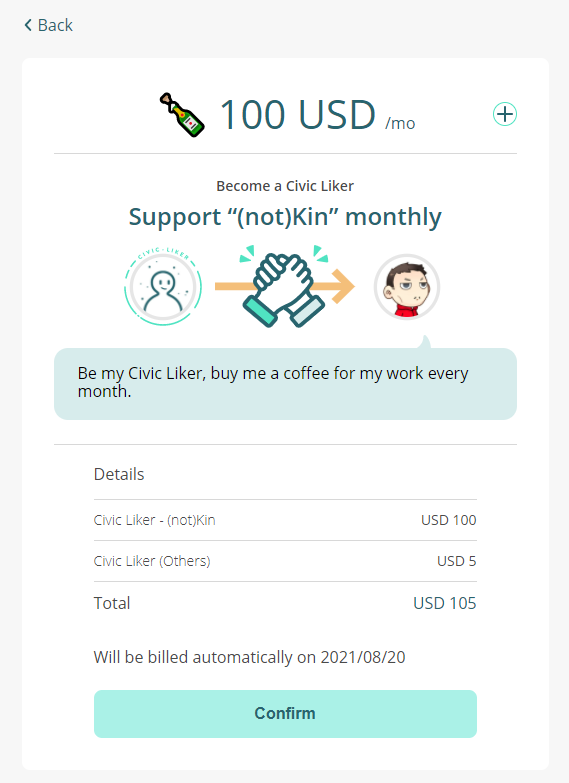 Back
100 USD /mo
Become a Civic Liker
Support “(not)Kin” monthly
CIVIC-LIKER
Be my Civic Liker, buy me a coffee for my work every
month.
Details
Civic Liker - (not)Kin USD 100
Civic Liker (Others) USD 5
Total USD 105
Will be billed automatically on 2021/08/20
Confirm